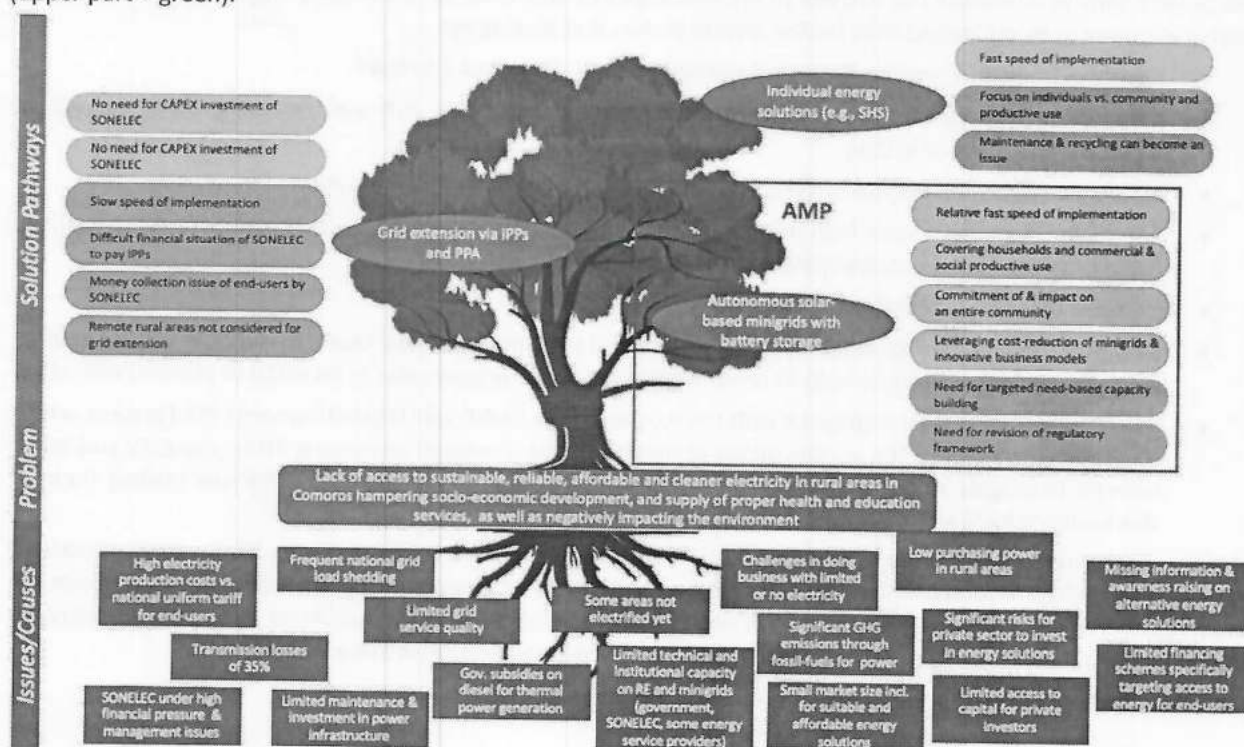 (upper part - green).
Solution Pathways
No need for CAPEX investment of
SONELEC
No need for CAPEX investment of
SONELEC
Slow speed of implementation
Difficult financial situation of SONELEC
to pay IPPs
Money collection issue of end-users by
SONELEC
Remote rural areas not considered for
grid extension
Grid extension via IPPs
and PPA
Individual energy
solutions (e.g., SHS)
Fast speed of implementation
Focus on individuals vs. community and
productive use
Maintenance & recycling can become an
issue
AMP
Autonomous solar-
based minigrids with
battery storage
Relative fast speed of implementation
Covering households and commercial &
social productive use
Commitment of & impact on
an entire community
Leveraging cost-reduction of minigrids &
innovative business models
Need for targeted need-based capacity
building
Need for revision of regulatory
framework
Problem
Lack of access to sustainable, reliable, affordable and cleaner electricity in rural areas in
Comoros hampering socio-economic development, and supply of proper health and education
services, as well as negatively impacting the environment
Issues/Causes
High electricity
production costs vs.
national uniform tariff
for end-users
Frequent national grid
load shedding
Limited grid
service quality
Some areas not
electrified yet
Challenges in doing
business with limited
or no electricity
Low purchasing power
in rural areas
Missing information &
awareness raising on
alternative energy
solutions
Transmission losses
of 35%
Significant GHG
emissions through
fossil-fuels for power
Significant risks for
private sector to invest
in energy solutions
SONELEC under high
financial pressure &
management issues
Limited maintenance &
investment in power
infrastructure
Gov. subsidies on
diesel for thermal
power generation
Limited technical and
institutional capacity
on RE and minigrids
(government,
SONELEC, some energy
service providers)
Small market size incl.
for suitable and
affordable energy
solutions
Limited access to
capital for private
investors
Limited financing
schemes specifically
targeting access to
energy for end-users